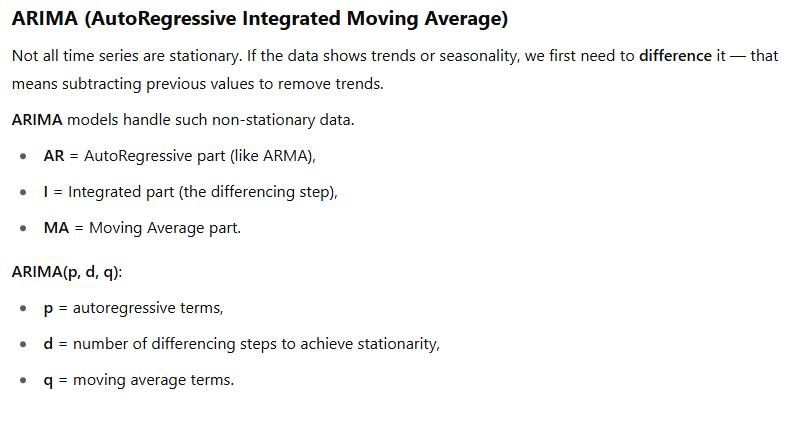 ARIMA (AutoRegressive Integrated Moving Average)
Not all time series are stationary. If the data shows trends or seasonality, we first need to difference it — that
means subtracting previous values to remove trends.
ARIMA models handle such non-stationary data.
• AR = AutoRegressive part (like ARMA),
• I = Integrated part (the differencing step),
• MA = Moving Average part.
ARIMA(p, d, q):
• p = autoregressive terms,
• d = number of differencing steps to achieve stationarity,
• q = moving average terms.